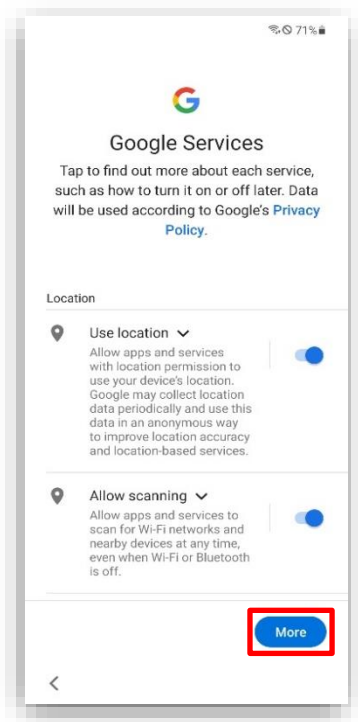 71%
Google Services
Tap to find out more about each service,
such as how to turn it on or off later. Data
will be used according to Google's Privacy
Policy.
Location
Use location
Allow apps and services
with location permission to
use your device's location.
Google may collect location
data periodically and use this
data in an anonymous way
to improve location accuracy
and location-based services.
Allow scanning
Allow apps and services to
scan for Wi-Fi networks and
nearby devices at any time,
even when Wi-Fi or Bluetooth
is off.
More